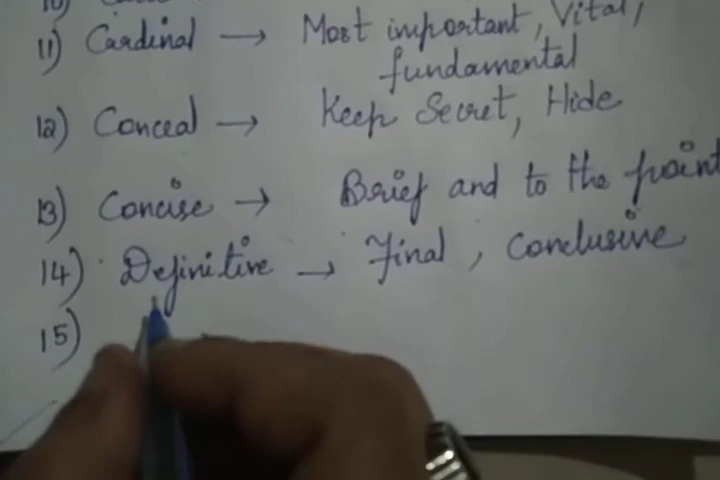 10)
11) Cardinal → Most important, Vital,
fundamental
12) Conceal → Keep Secret, Hide
13) Concise → Brief and to the point
14) Definitive → Final, Conclusive
15)